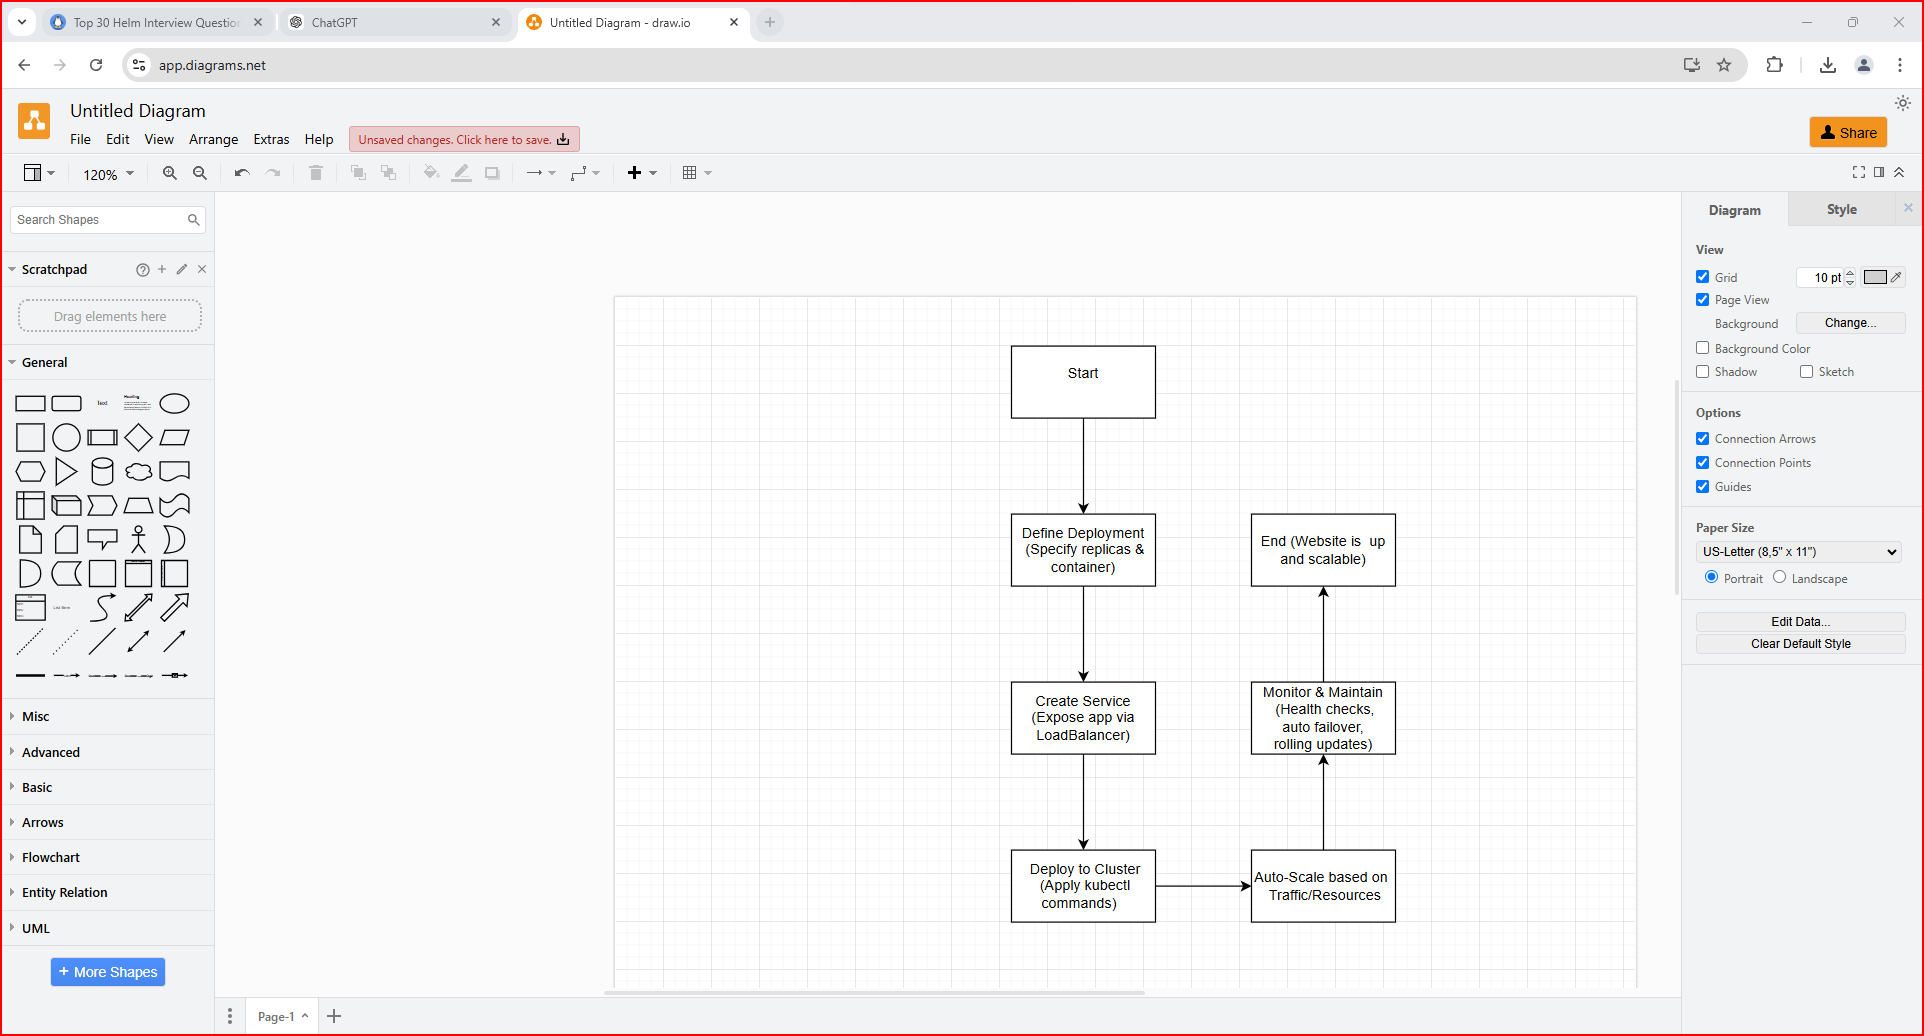 Top 30 Helm Interview Questio
ChatGPT
Untitled Diagram - draw.io
app.diagrams.net
Untitled Diagram
File Edit View Arrange Extras Help
Unsaved changes. Click here to save.
Share
120%
Search Shapes
Scratchpad
Drag elements here
General
Text
Heading
List Item
Misc
Advanced
Basic
Arrows
Flowchart
Entity Relation
UML
+ More Shapes
Start
Define Deployment
(Specify replicas &
container)
Create Service
(Expose app via
LoadBalancer)
Deploy to Cluster
(Apply kubectl
commands)
Auto-Scale based on
Traffic/Resources
Monitor & Maintain
(Health checks,
auto failover,
rolling updates)
End (Website is  up
and scalable)
Page-1
Diagram Style
View
Grid 10 pt
Page View
Background Change...
Background Color
Shadow Sketch
Options
Connection Arrows
Connection Points
Guides
Paper Size
US-Letter (8,5" x 11")
Portrait Landscape
Edit Data...
Clear Default Style